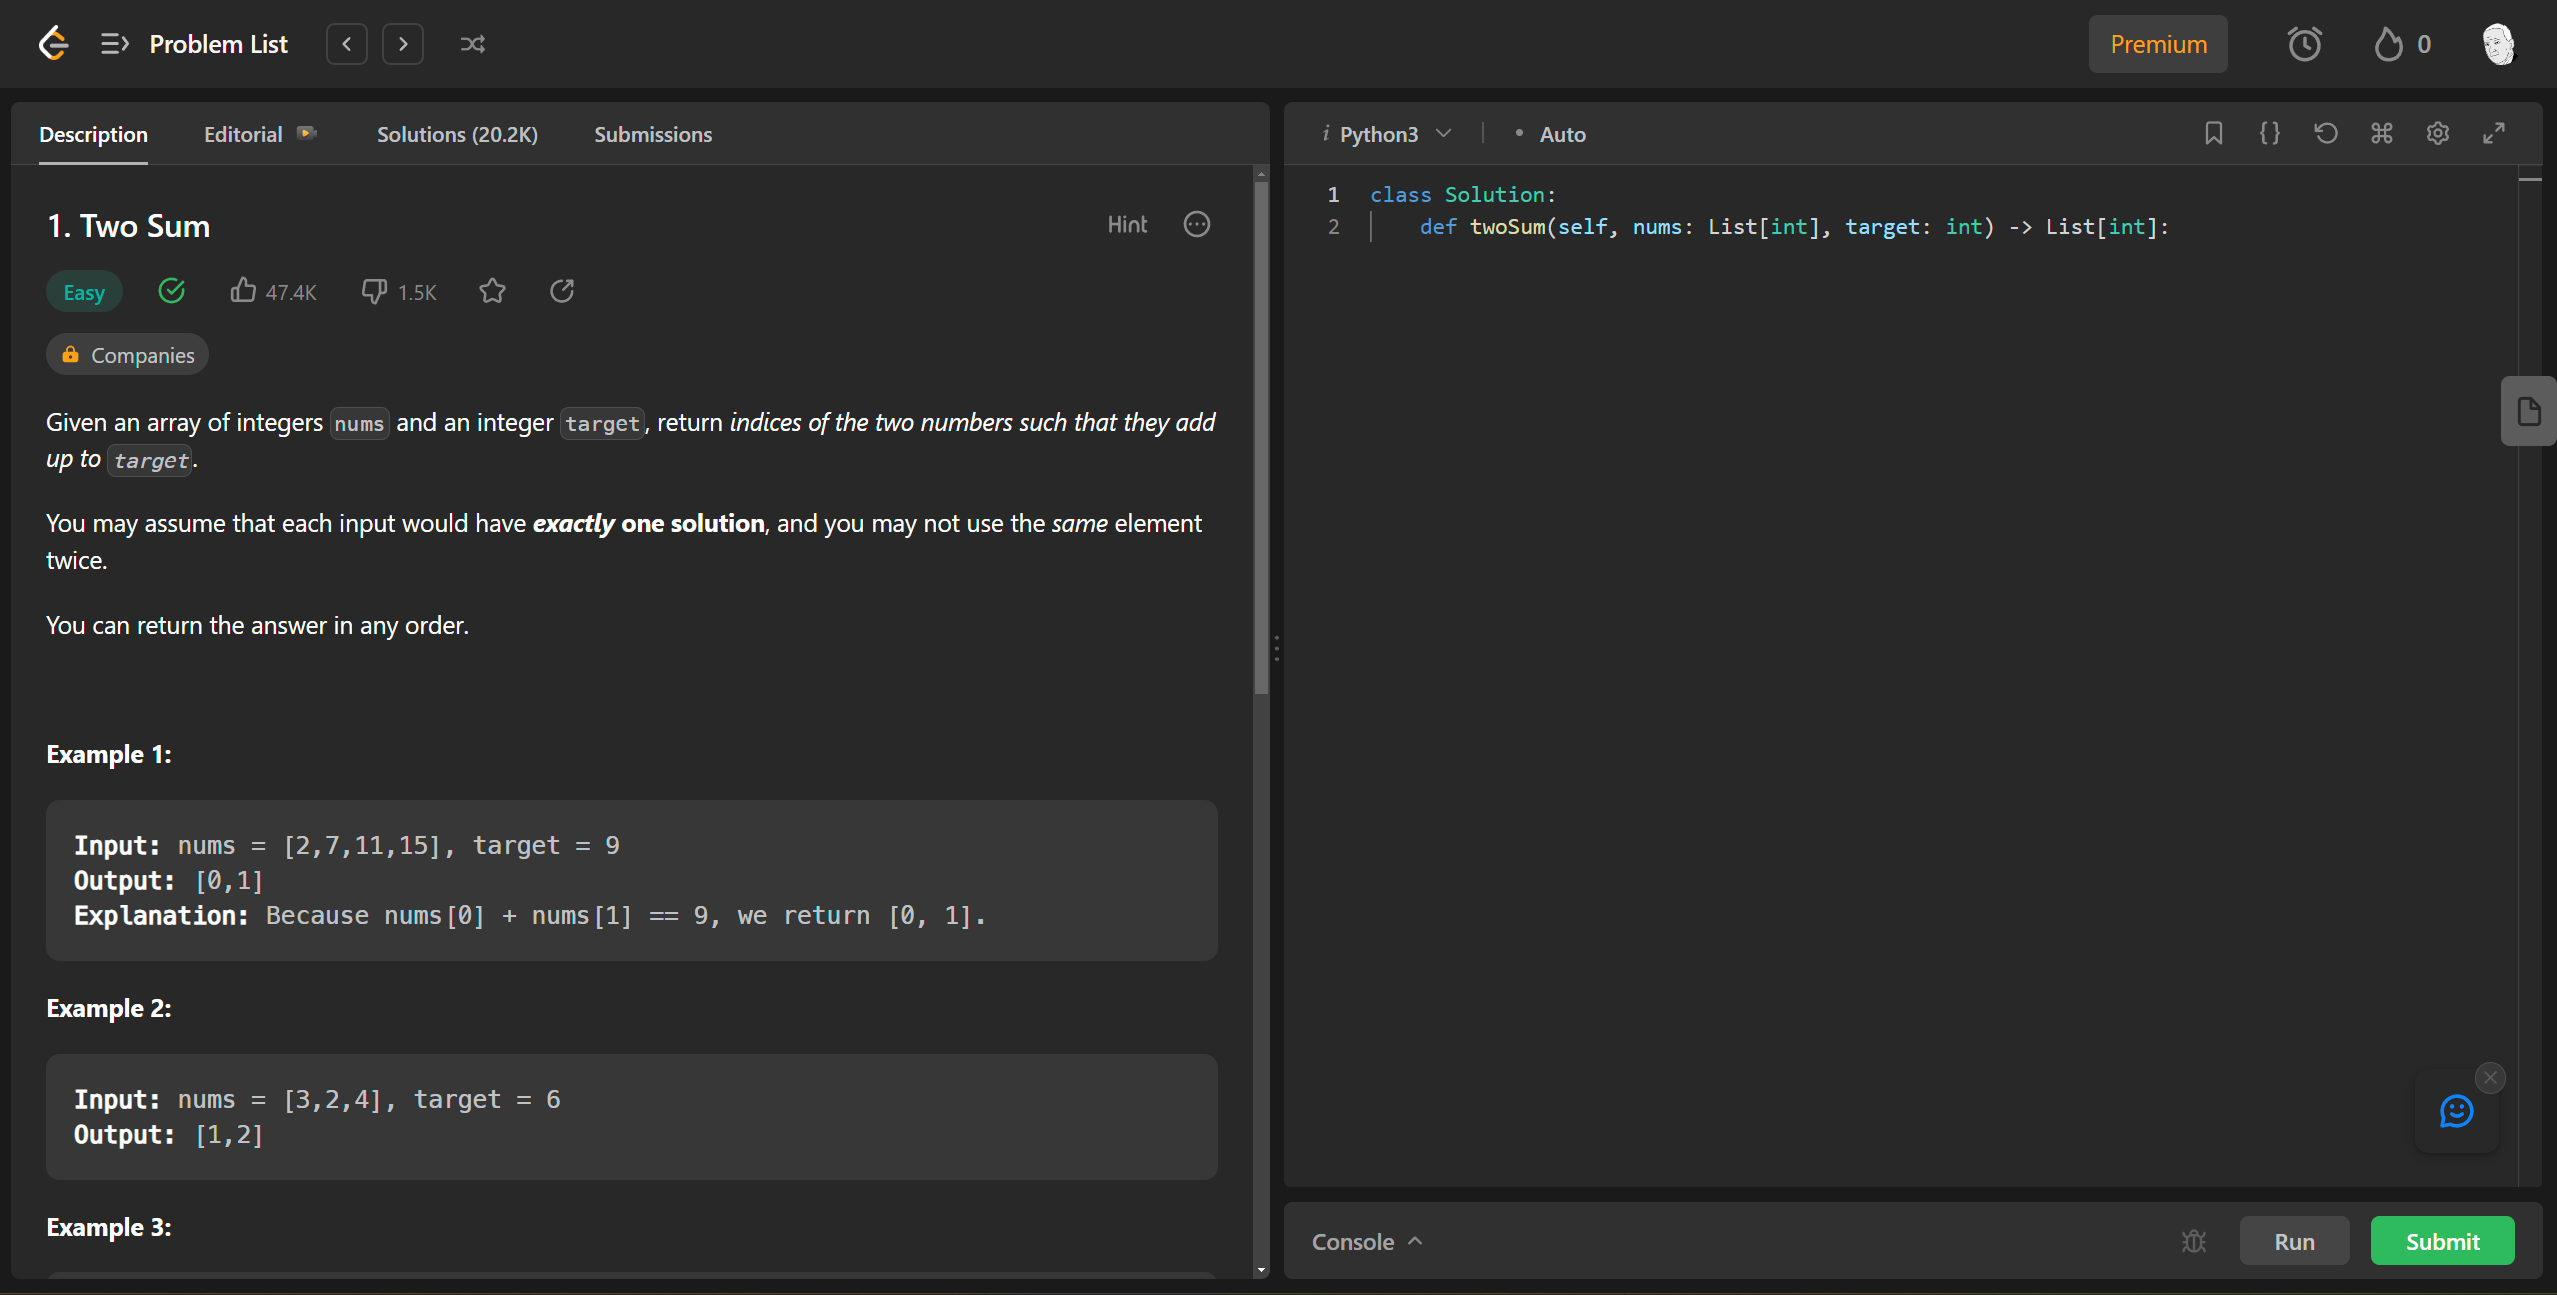 Problem List
Premium
0
Description Editorial Solutions (20.2K) Submissions
1. Two Sum
Hint
Easy 47.4K 1.5K
Companies
Given an array of integers nums and an integer target, return indices of the two numbers such that they add
up to target.
You may assume that each input would have exactly one solution, and you may not use the same element
twice.
You can return the answer in any order.
Example 1:
Input: nums = [2,7,11,15], target = 9
Output: [0,1]
Explanation: Because nums[0] + nums[1] == 9, we return [0, 1].
Example 2:
Input: nums = [3,2,4], target = 6
Output: [1,2]
Example 3:
i Python3 • Auto
1 class Solution:
2 def twoSum(self, nums: List[int], target: int) -> List[int]:
Console
Run
Submit